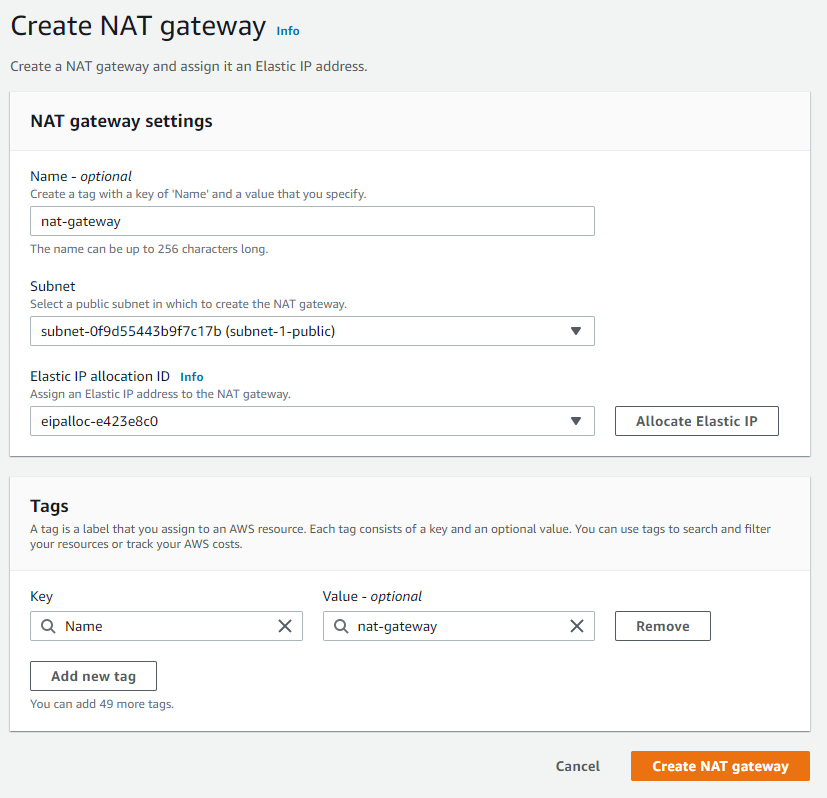 Create NAT gateway Info
Create a NAT gateway and assign it an Elastic IP address.
NAT gateway settings
Name - optional
Create a tag with a key of 'Name' and a value that you specify.
nat-gateway
The name can be up to 256 characters long.
Subnet
Select a public subnet in which to create the NAT gateway.
subnet-0f9d55443b9f7c17b (subnet-1-public)
Elastic IP allocation ID Info
Assign an Elastic IP address to the NAT gateway.
eipalloc-e423e8c0 Allocate Elastic IP
Tags
A tag is a label that you assign to an AWS resource. Each tag consists of a key and an optional value. You can use tags to search and filter
your resources or track your AWS costs.
Key Value - optional
Name nat-gateway Remove
Add new tag
You can add 49 more tags.
Cancel Create NAT gateway